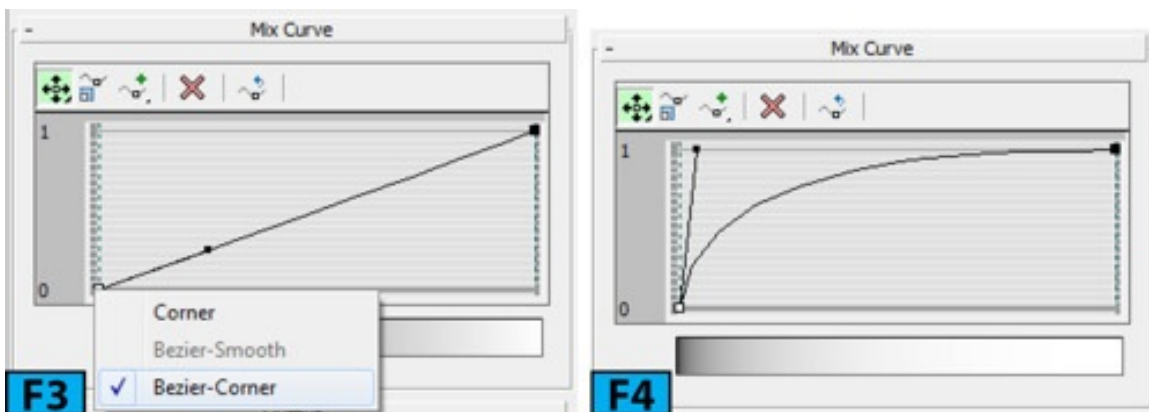 - Mix Curve
1
0
Corner
Bezier-Smooth
✓ Bezier-Corner
F3
- Mix Curve
1
0
F4